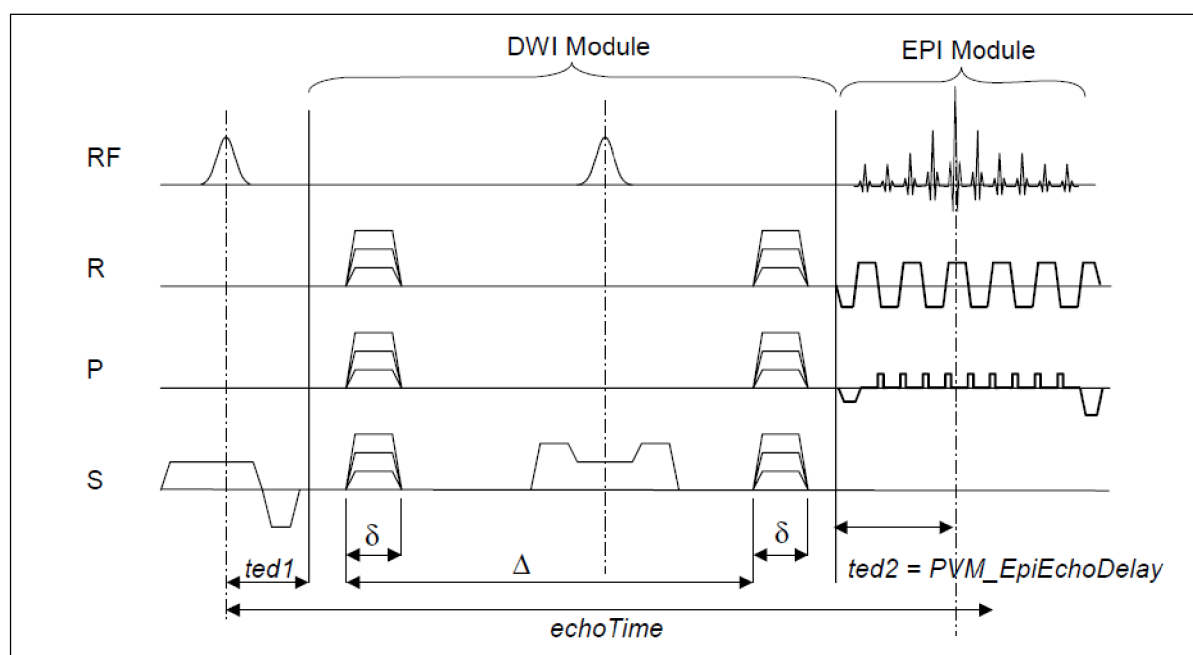 DWI Module
EPI Module
RF
R
P
S
δ
δ
ted1
Δ
ted2 = PVM_EpiEchoDelay
echoTime